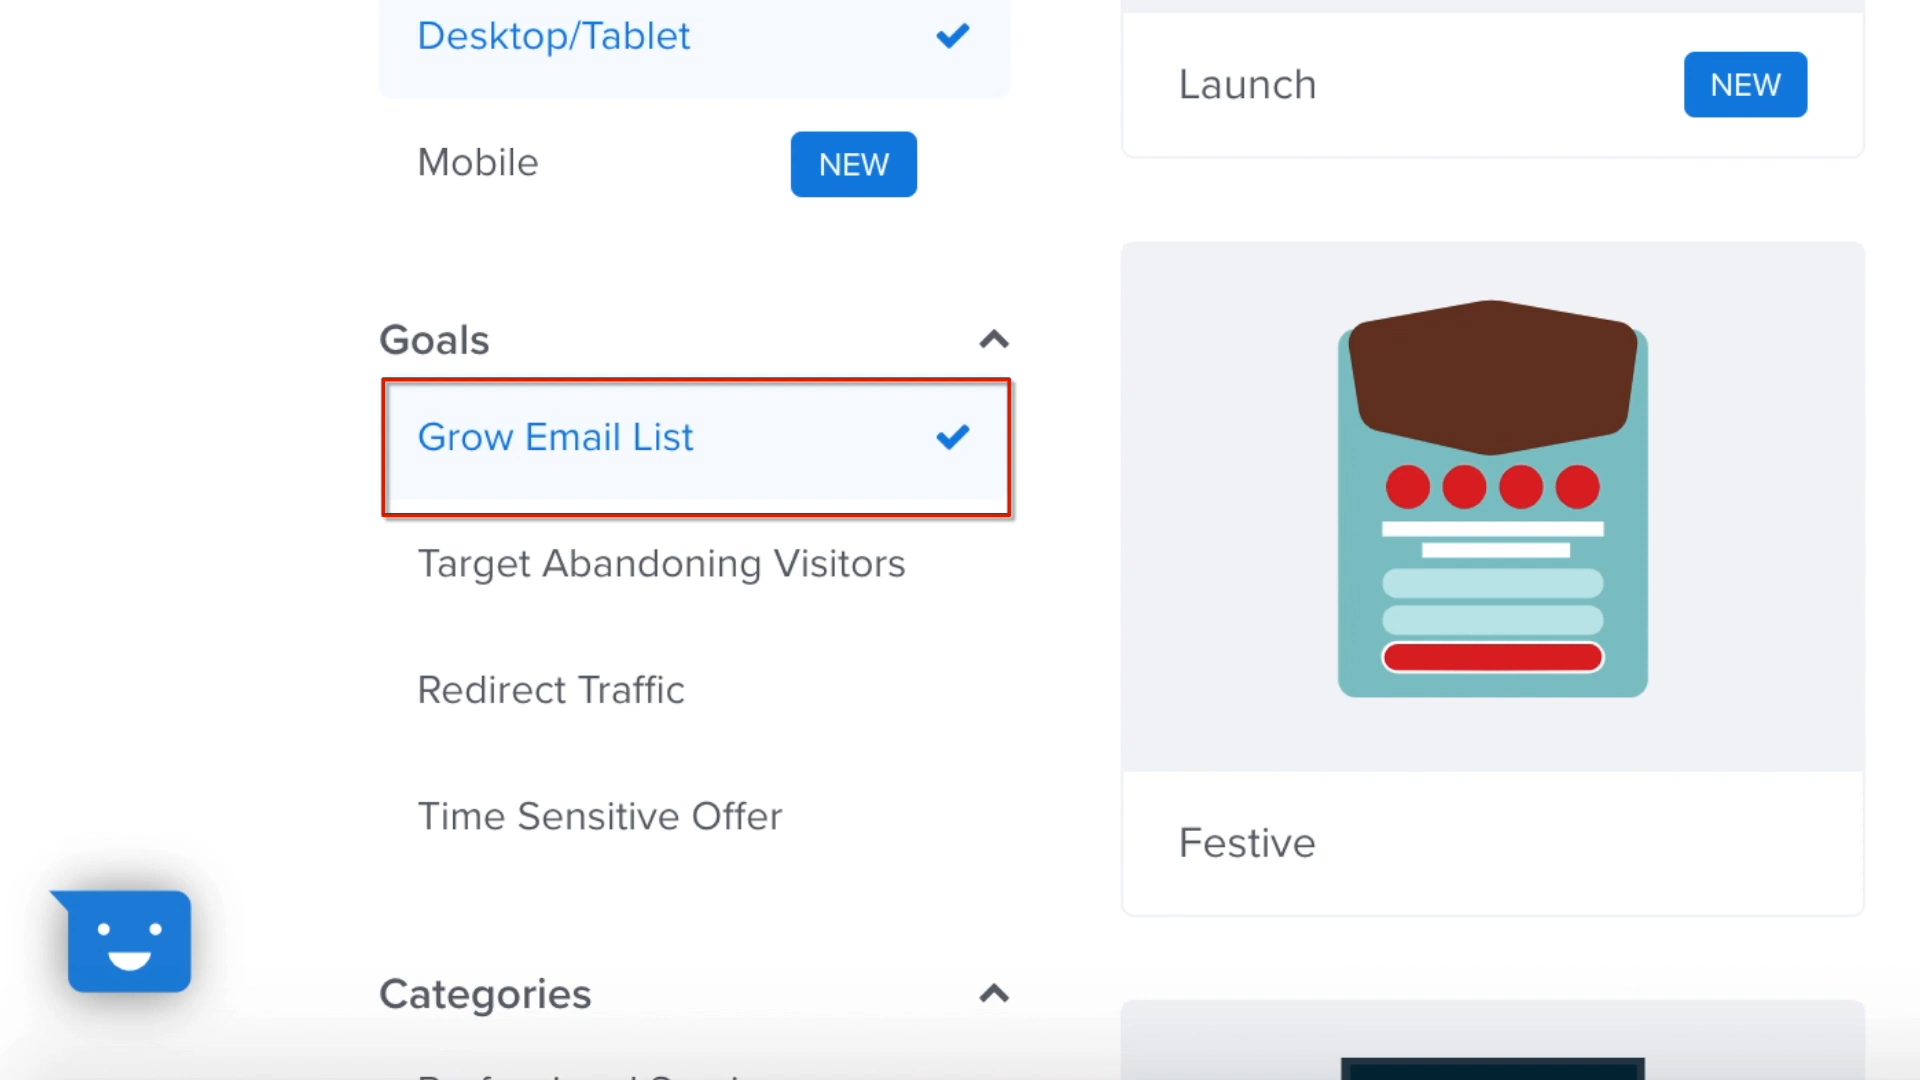 Desktop/Tablet
Mobile
NEW
Goals
Grow Email List
Target Abandoning Visitors
Redirect Traffic
Time Sensitive Offer
Categories
Launch
NEW
Festive